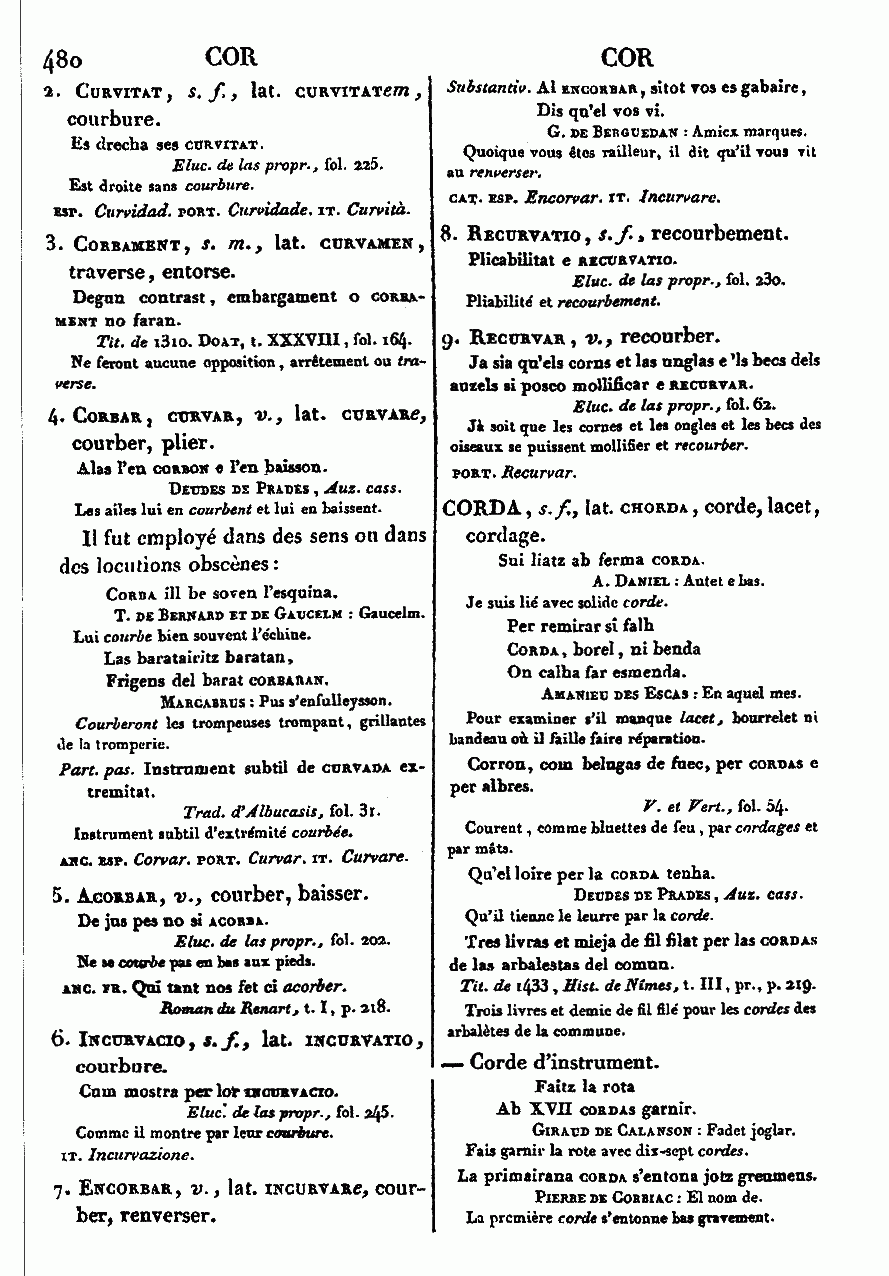 480 COR COR
2. Curvitat, s. f., lat. curvitatem,
courbure.
Es drecha ses curvitat.
Eluc. de las propr., fol. 225.
Est droite sans courbure.
esp. Curvidad. port. Curvidade. it. Curvità.
3. Corbament, s. m., lat. curvamen,
traverse, entorse.
Degun contrast, embargament o corba-
ment no faran.
Tit. de 1310. Doat, t. XXXVIII, fol. 164.
Ne feront aucune opposition, arrêtement ou tra-
verse.
4. Corbar, curvar, v., lat. curvare,
courber, plier.
Alas l'en corbon e l'en baisson.
Deudes de Prades, Auz. cass.
Les ailes lui en courbent et lui en baissent.
Il fut employé dans des sens ou dans
des locutions obscènes:
Corba ill be soven l'esquina.
T. de Bernard et de Gaucelm : Gaucelm.
Lui courbe bien souvent l'échine.
Las baratairitz baratan,
Frigens del barat corbaran.
Marcabrus : Pus s'enfulleysson.
Courberont les trompeuses trompant, grillantes
de la tromperie.
Part. pas. Instrument subtil de curvada ex-
tremitat.
Trad. d'Albucasis, fol. 31.
Instrument subtil d'extrémité courbée.
anc. esp. Corvar. port. Curvar. it. Curvare.
5. Acorbar, v., courber, baisser.
De jus pes no si acorba.
Eluc. de las propr., fol. 202.
Ne se courbe pas en bas aux pieds.
anc. fr. Qui tant nos fet ci acorber.
Roman du Renart, t. I, p. 218.
6. Incurvacio, s. f., lat. incurvatio,
courbure.
Cum mostra per lor incurvacio.
Eluc. de las propr., fol. 245.
Comme il montre par leur courbure.
it. Incurvazione.
7. Encorbar, v., lat. incurvare, cour-
ber, renverser.
Substantiv. Al encorbar, sitot vos es gabaire,
Dis qu'el vos vi.
G. de Berguedan : Amicx marques.
Quoique vous êtes railleur, il dit qu'il vous vit
au renverser.
cat. esp. Encorvar. it. Incurvare.
8. Recurvatio, s. f., recourbement.
Plicabilitat e recurvatio.
Eluc. de las propr., fol. 230.
Pliabilité et recourbement.
9. Recurvar, v., recourber.
Ja sia qu'els corns et las unglas e 'ls becs dels
auzels si posco mollificar e recurvar.
Eluc. de las propr., fol. 62.
Jà soit que les cornes et les ongles et les becs des
oiseaux se puissent mollifier et recourber.
port. Recurvar.
CORDA, s. f., lat. chorda, corde, lacet,
cordage.
Sui liatz ab ferma corda.
A. Daniel : Autet e bas.
Je suis lié avec solide corde.
Per remirar si falh
Corda, borel, ni benda
On calha far esmenda.
Amanieu des Escas : En aquel mes.
Pour examiner s'il manque lacet, bourrelet ni
bandeau où il faille faire réparation.
Corron, com belugas de fuec, per cordas e
per albres.
V. et Vert., fol. 54.
Courent, comme bluettes de feu, par cordages et
par mâts.
Qu'el loire per la corda tenha.
Deudes de Prades, Auz. cass.
Qu'il tienne le leurre par la corde.
Tres livras et mieja de fil filat per las cordas
de las arbalestas del comun.
Tit. de 1433, Hist. de Nîmes, t. III, pr., p. 219.
Trois livres et demie de fil filé pour les cordes des
arbalètes de la commune.
— Corde d'instrument.
Faitz la rota
Ab XVII cordas garnir.
Giraud de Calanson : Fadet joglar.
Fais garnir la rote avec dix-sept cordes.
La primairana corda s'entona jotz greumens.
Pierre de Corbiac : El nom de.
La première corde s'entonne bas gravement.